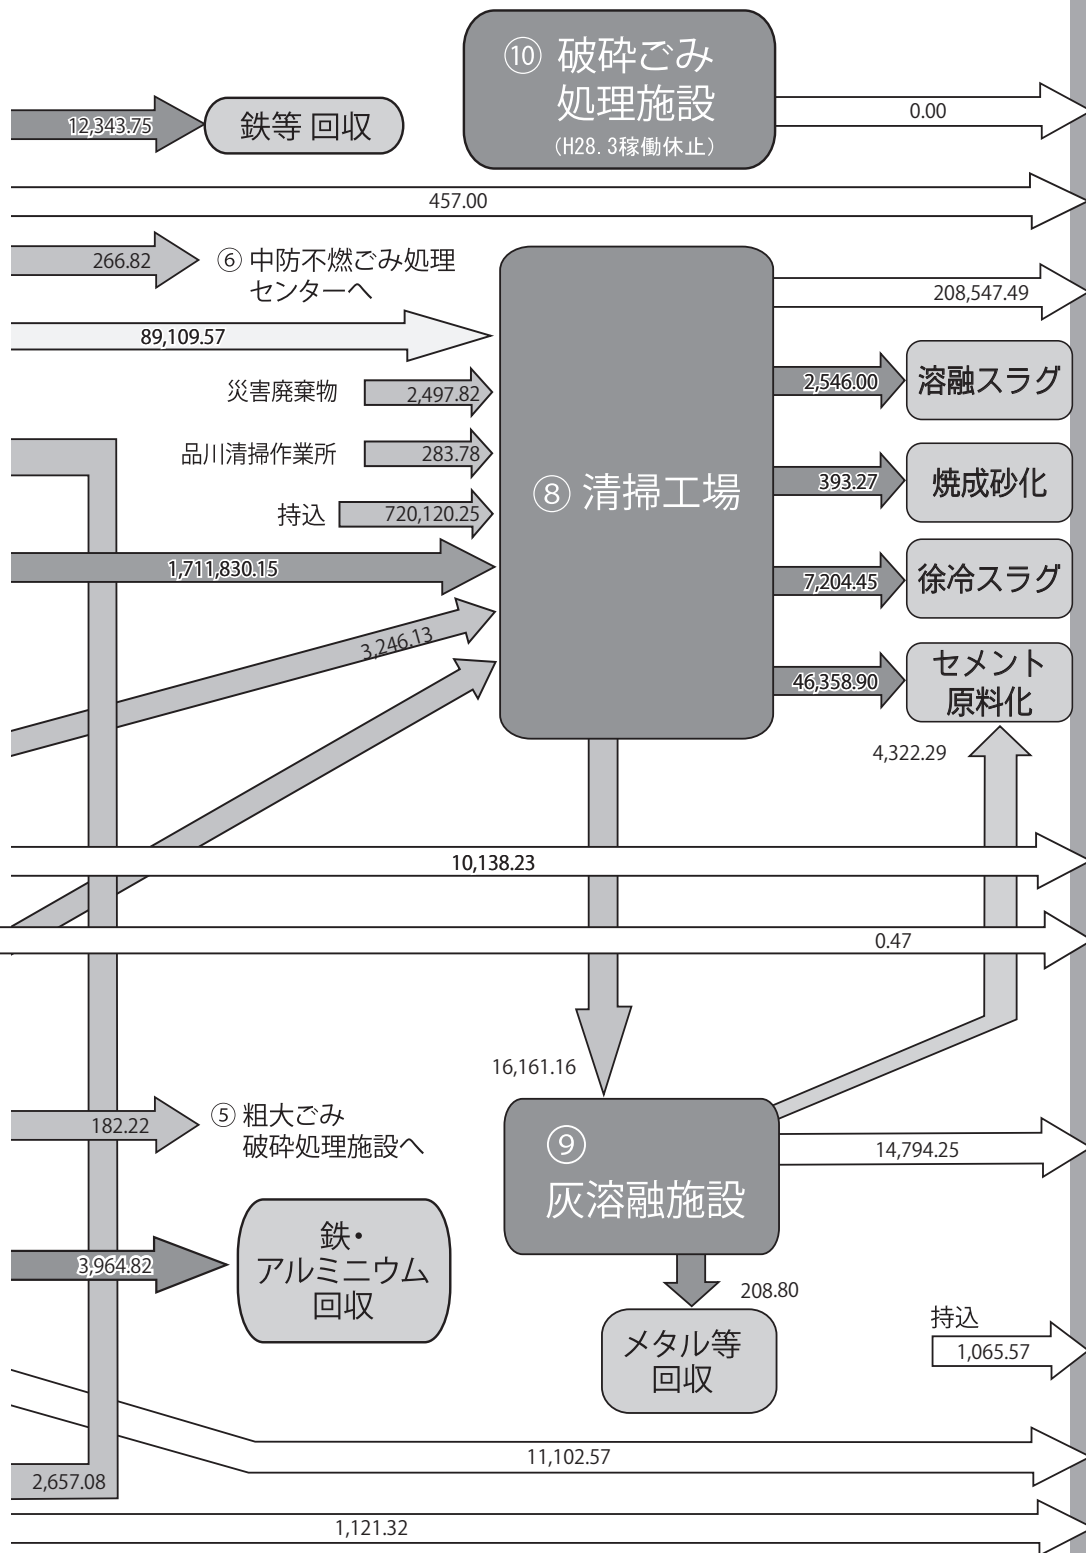 ⑩ 破砕ごみ
処理施設
（H28.3稼働休止）
12,343.75
鉄等 回収
0.00
457.00
266.82
⑥ 中防不燃ごみ処理
センターへ
208,547.49
89,109.57
災害廃棄物
2,497.82
2,546.00
溶融スラグ
品川清掃作業所
283.78
⑧ 清掃工場
393.27
焼成砂化
持込
720,120.25
1,711,830.15
7,204.45
徐冷スラグ
3,246.13
46,358.90
セメント
原料化
4,322.29
10,138.23
0.47
16,161.16
182.22
⑤ 粗大ごみ
破砕処理施設へ
⑨
灰溶融施設
14,794.25
3,964.82
鉄・
アルミニウム
回収
208.80
メタル等
回収
持込
1,065.57
11,102.57
2,657.08
1,121.32